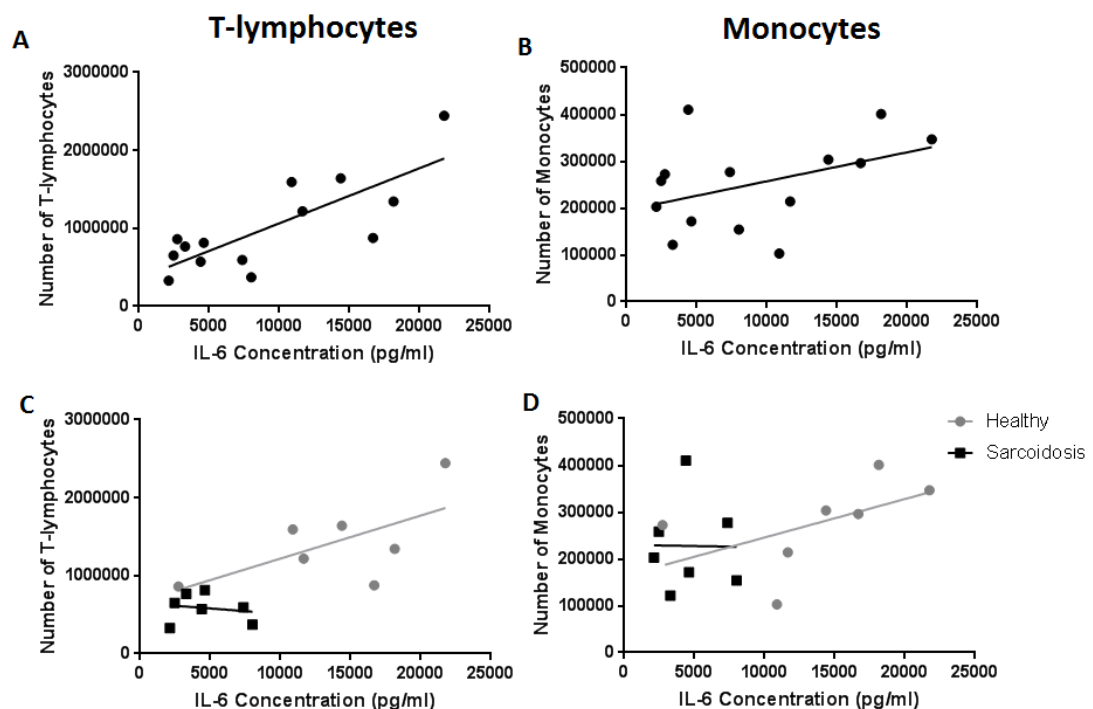 T-lymphocytes
Monocytes
A
3000000
2000000
1000000
0
Number of T-lymphocytes
0 5000 10000 15000 20000 25000
IL-6 Concentration (pg/ml)
B
500000
400000
300000
200000
100000
0
Number of Monocytes
0 5000 10000 15000 20000 25000
IL-6 Concentration (pg/ml)
C
3000000
2000000
1000000
0
Number of T-lymphocytes
0 5000 10000 15000 20000 25000
IL-6 Concentration (pg/ml)
D
500000
400000
300000
200000
100000
0
Number of Monocytes
0 5000 10000 15000 20000 25000
IL-6 Concentration (pg/ml)
Healthy
Sarcoidosis